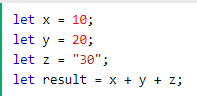 let x = 10;
let y = 20;
let z = "30";
let result = x + y + z;